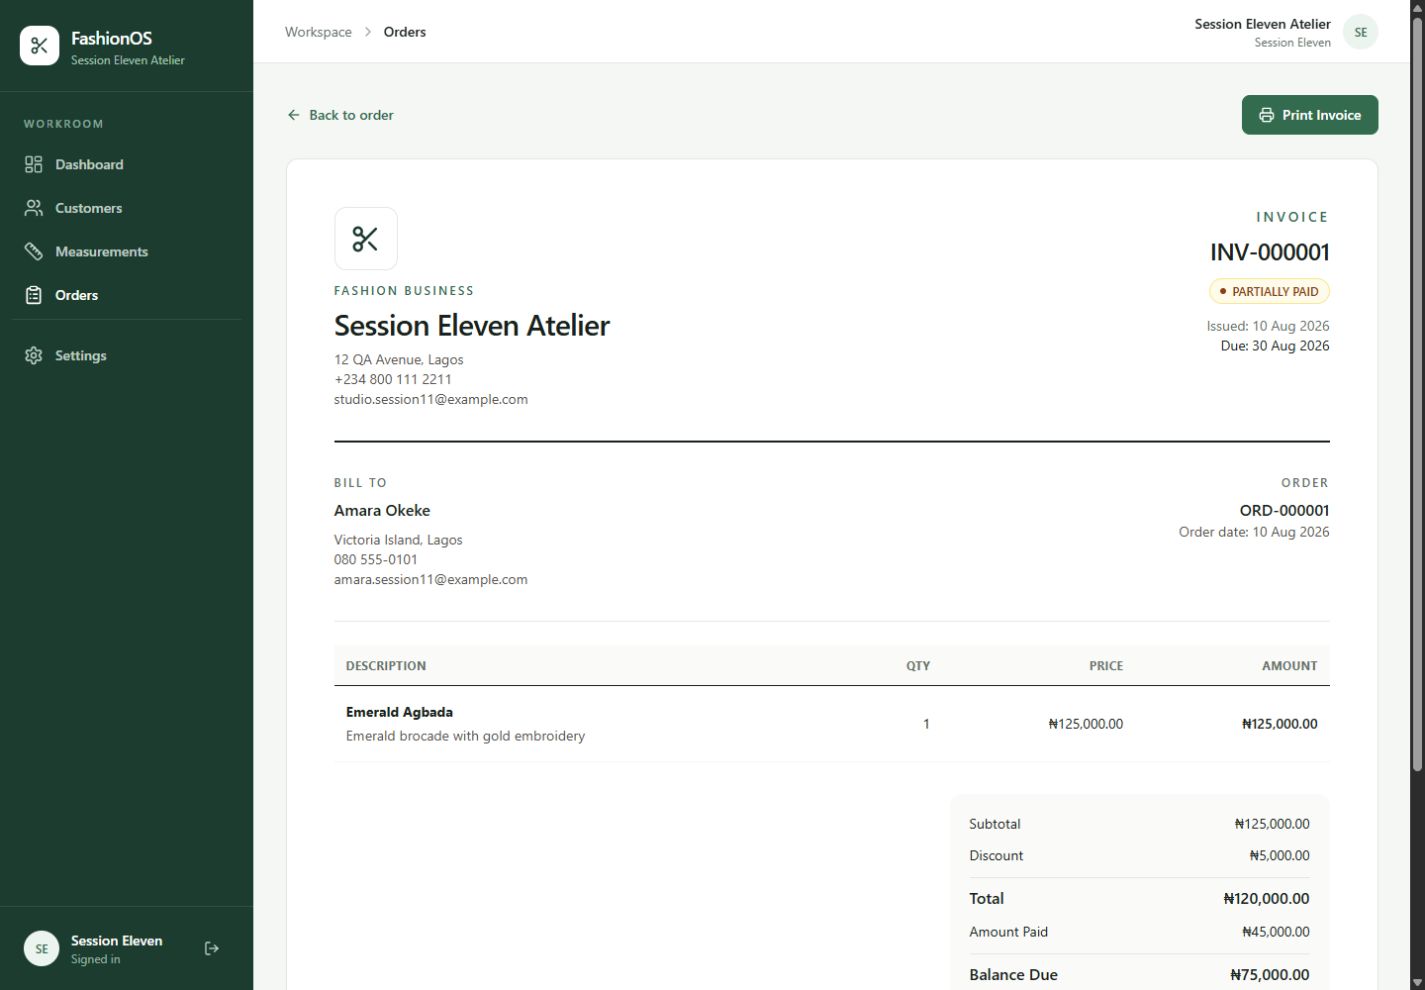 FashionOS
Session Eleven Atelier
WORKROOM
Dashboard
Customers
Measurements
Orders
Settings
SE
Session Eleven
Signed in
Workspace > Orders
Session Eleven Atelier
Session Eleven
SE
Back to order
Print Invoice
FASHION BUSINESS
Session Eleven Atelier
12 QA Avenue, Lagos
+234 800 111 2211
studio.session11@example.com
INVOICE
INV-000001
PARTIALLY PAID
Issued: 10 Aug 2026
Due: 30 Aug 2026
BILL TO
Amara Okeke
Victoria Island, Lagos
080 555-0101
amara.session11@example.com
ORDER
ORD-000001
Order date: 10 Aug 2026
DESCRIPTION QTY PRICE AMOUNT
Emerald Agbada
Emerald brocade with gold embroidery
1 ₦125,000.00 ₦125,000.00
Subtotal ₦125,000.00
Discount ₦5,000.00
Total ₦120,000.00
Amount Paid ₦45,000.00
Balance Due ₦75,000.00